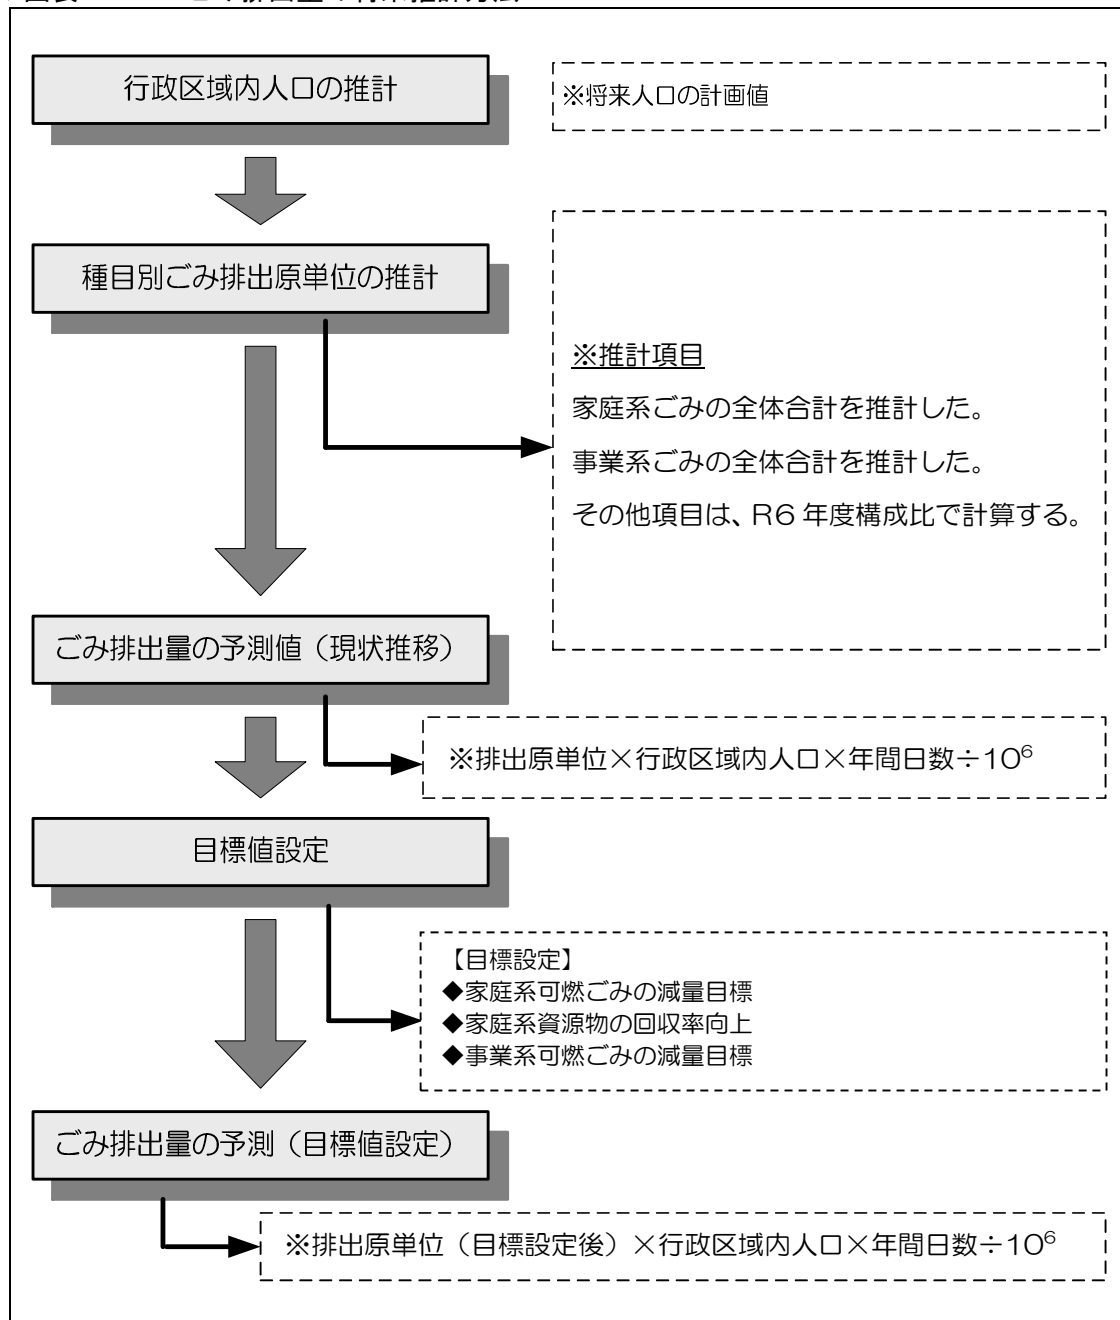 行政区域内人口の推計
※将来人口の計画値
種目別ごみ排出原単位の推計
※推計項目
家庭系ごみの全体合計を推計した。
事業系ごみの全体合計を推計した。
その他項目は、R6年度構成比で計算する。
ごみ排出量の予測値（現状推移）
※排出原単位×行政区域内人口×年間日数÷10⁶
目標値設定
【目標設定】
◆家庭系可燃ごみの減量目標
◆家庭系資源物の回収率向上
◆事業系可燃ごみの減量目標
ごみ排出量の予測（目標値設定）
※排出原単位（目標設定後）×行政区域内人口×年間日数÷10⁶